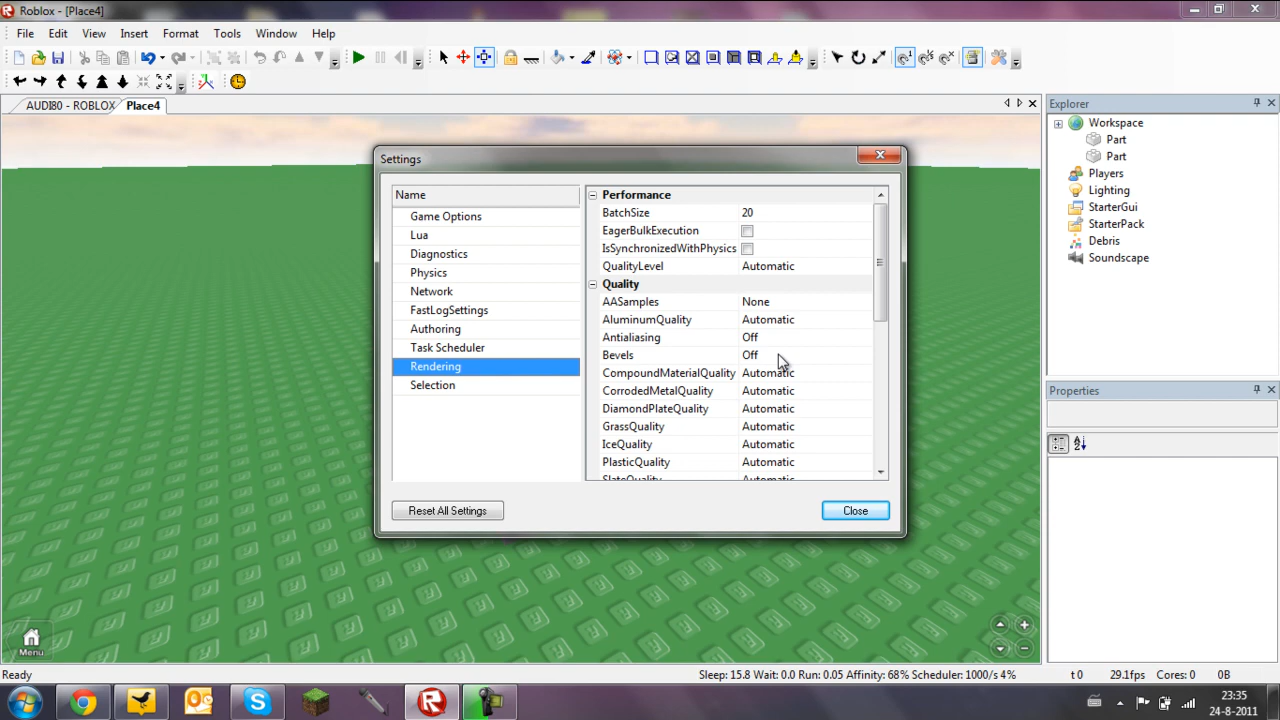 Roblox - [Place4]
File Edit View Insert Format Tools Window Help
AUDI80 - ROBLOX Place4
Explorer
Workspace
Part
Part
Players
Lighting
StarterGui
StarterPack
Debris
Soundscape
Properties
Settings
Name
Game Options
Lua
Diagnostics
Physics
Network
FastLogSettings
Authoring
Task Scheduler
Rendering
Selection
Performance
BatchSize 20
EagerBulkExecution
IsSynchronizedWithPhysics
QualityLevel Automatic
Quality
AASamples None
AluminumQuality Automatic
Antialiasing Off
Bevels Off
CompoundMaterialQuality Automatic
CorrodedMetalQuality Automatic
DiamondPlateQuality Automatic
GrassQuality Automatic
IceQuality Automatic
PlasticQuality Automatic
SlateQuality Automatic
Reset All Settings Close
Menu
Ready Sleep: 15.8 Wait: 0.0 Run: 0.05 Affinity: 68% Scheduler: 1000/s 4% t 0 29.1fps Cores: 0 0B
23:35
24-8-2011